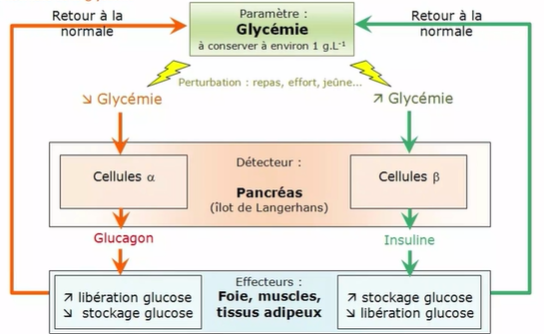 Retour à la
normale
Paramètre :
Glycémie
à conserver à environ 1 g.L⁻¹
Retour à la
normale
Perturbation : repas, effort, jeûne...
↘ Glycémie
↗ Glycémie
Cellules α
Détecteur :
Pancréas
(îlot de Langerhans)
Cellules β
Glucagon
Insuline
↗ libération glucose
↘ stockage glucose
Effecteurs :
Foie, muscles,
tissus adipeux
↗ stockage glucose
↘ libération glucose